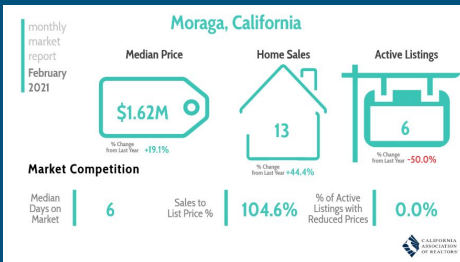 Moraga, California
monthly
market
report
February
2021
Median Price
$1.62M
% Change
from Last Year +19.1%
Home Sales
13
% Change
from Last Year +44.4%
Active Listings
6
% Change
from Last Year -50.0%
Market Competition
Median
Days on
Market
6
Sales to
List Price %
104.6%
% of Active
Listings with
Reduced Prices
0.0%
CALIFORNIA
ASSOCIATION
OF REALTORS®